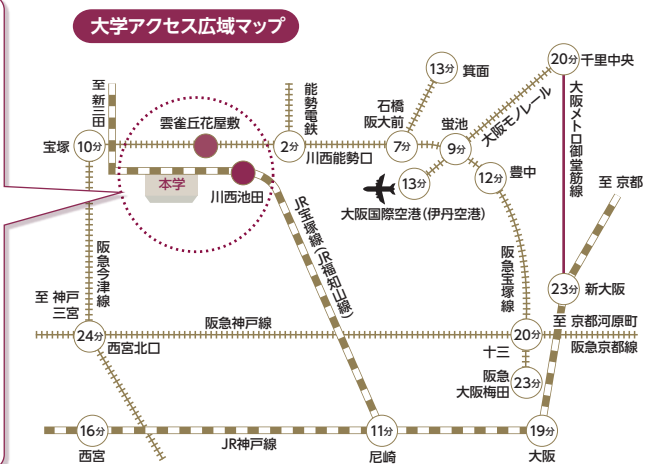 大学アクセス広域マップ
20分
千里中央
13分
箕面
至 新三田
能勢電鉄
石橋
阪大前
蛍池
大阪モノレール
大阪メトロ御堂筋線
雲雀丘花屋敷
宝塚
10分
2分
川西能勢口
7分
9分
12分
豊中
13分
大阪国際空港(伊丹空港)
至 京都
本学
川西池田
JR宝塚線(JR福知山線)
阪急今津線
阪急宝塚線
23分
新大阪
至 神戸
三宮
阪急神戸線
至 京都河原町
24分
西宮北口
20分
十三
阪急京都線
阪急
大阪梅田
23分
16分
西宮
JR神戸線
11分
尼崎
19分
大阪